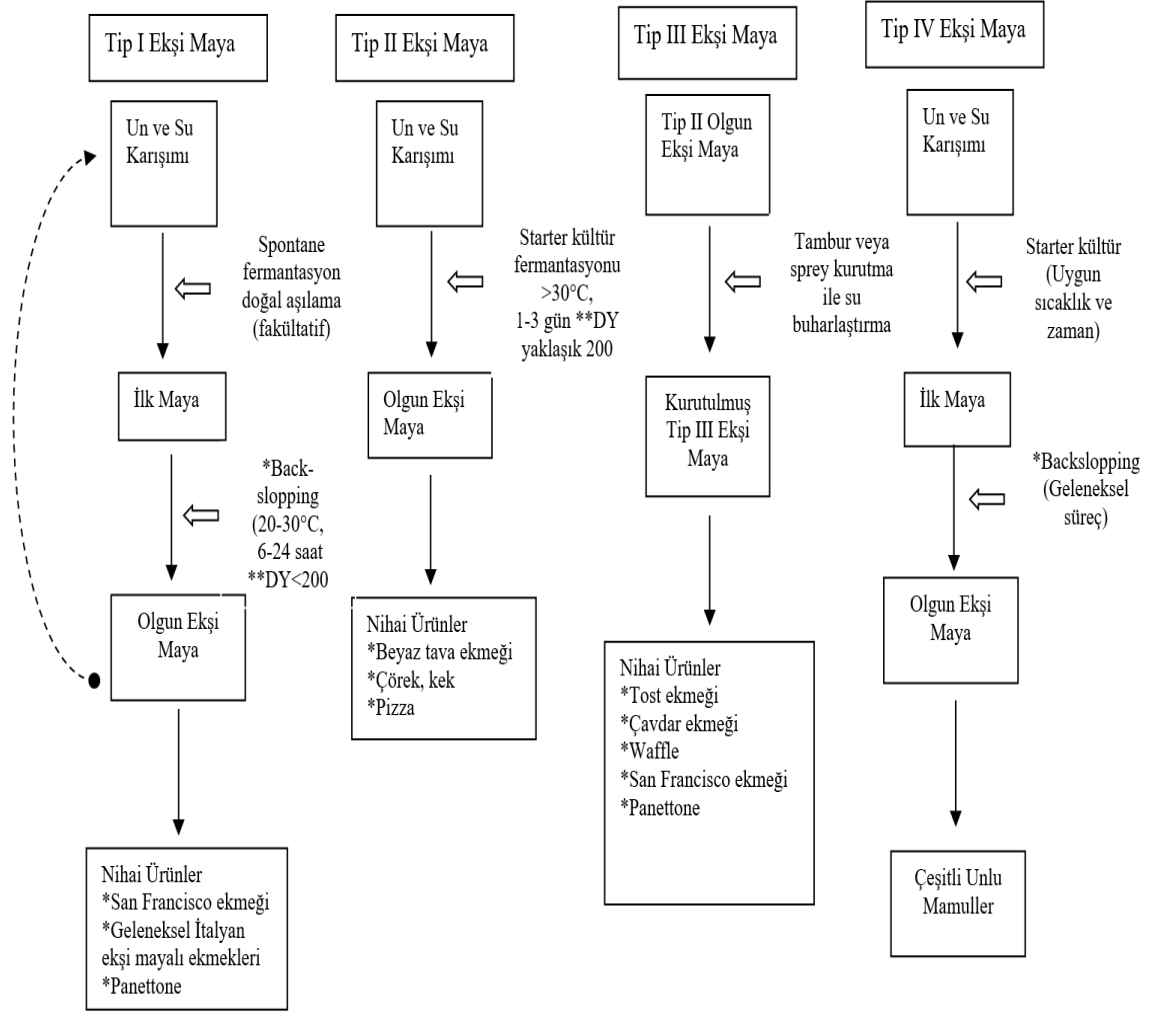 Tip I Ekşi Maya
Un ve Su
Karışımı
Spontane
fermantasyon
doğal aşılama
(fakültatif)
İlk Maya
*Back-
slopping
(20-30°C,
6-24 saat
**DY<200
Olgun Ekşi
Maya
Nihai Ürünler
*San Francisco ekmeği
*Geleneksel İtalyan
ekşi mayalı ekmekleri
*Panettone
Tip II Ekşi Maya
Un ve Su
Karışımı
Starter kültür
fermantasyonu
>30°C,
1-3 gün **DY
yaklaşık 200
Olgun Ekşi
Maya
Nihai Ürünler
*Beyaz tava ekmeği
*Çörek, kek
*Pizza
Tip III Ekşi Maya
Tip II Olgun
Ekşi Maya
Tambur veya
sprey kurutma
ile su
buharlaştırma
Kurutulmuş
Tip III Ekşi
Maya
Nihai Ürünler
*Tost ekmeği
*Çavdar ekmeği
*Waffle
*San Francisco ekmeği
*Panettone
Tip IV Ekşi Maya
Un ve Su
Karışımı
Starter kültür
(Uygun
sıcaklık ve
zaman)
İlk Maya
*Backslopping
(Geleneksel
süreç)
Olgun Ekşi
Maya
Çeşitli Unlu
Mamuller